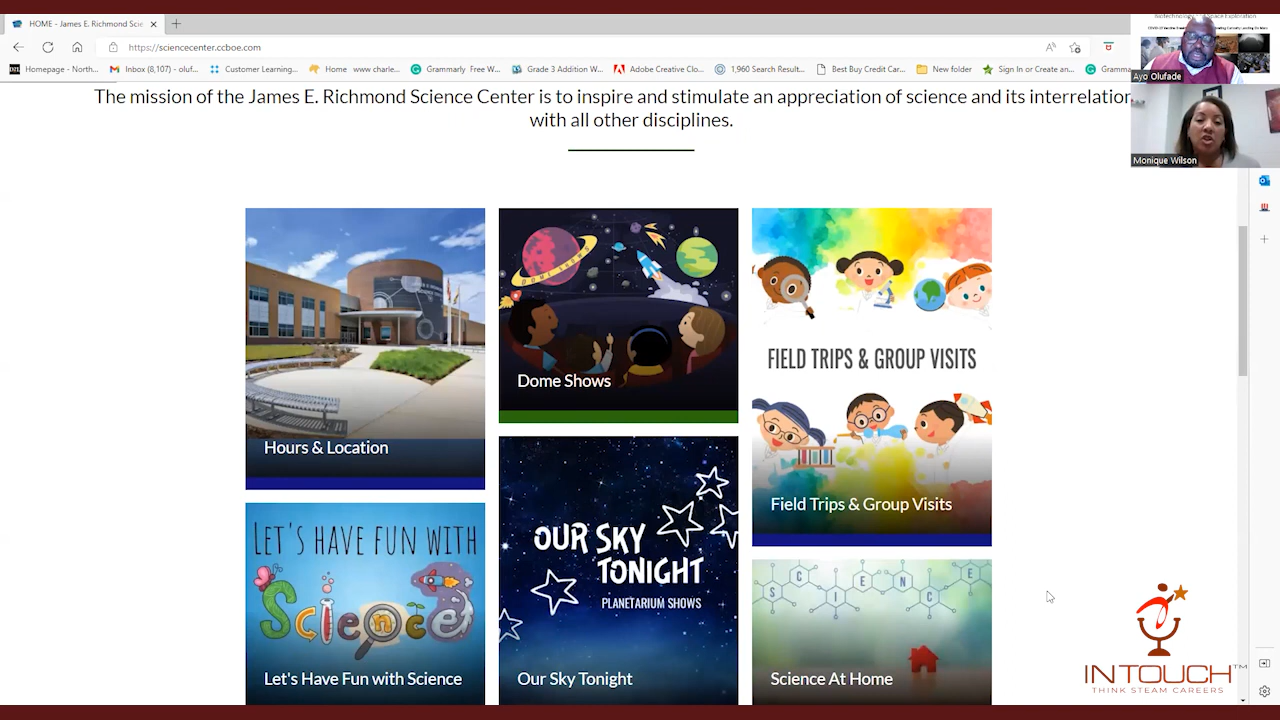 HOME - James E. Richmond Scie
https://sciencecenter.ccboe.com
Homepage - North...
Inbox (8,107) - oluf...
Customer Learning...
Home www charle...
Grammarly Free W...
Grade & Addition W...
Adobe Creative Clo...
1,960 Search Result...
Best Buy Credit Car...
New folder
Sign In or Create an...
Gramma
Ayo Olufade
Monique Wilson
The mission of the James E. Richmond Science Center is to inspire and stimulate an appreciation of science and its interrelation
with all other disciplines.
Hours & Location
DOME SHOWS
Dome Shows
FIELD TRIPS & GROUP VISITS
Field Trips & Group Visits
LET'S HAVE FUN WITH
Science
Let's Have Fun with Science
OUR SKY
TONIGHT
PLANETARIUM SHOWS
Our Sky Tonight
SCIENCE
Science At Home
INTOUCH™
THINK STEAM CAREERS